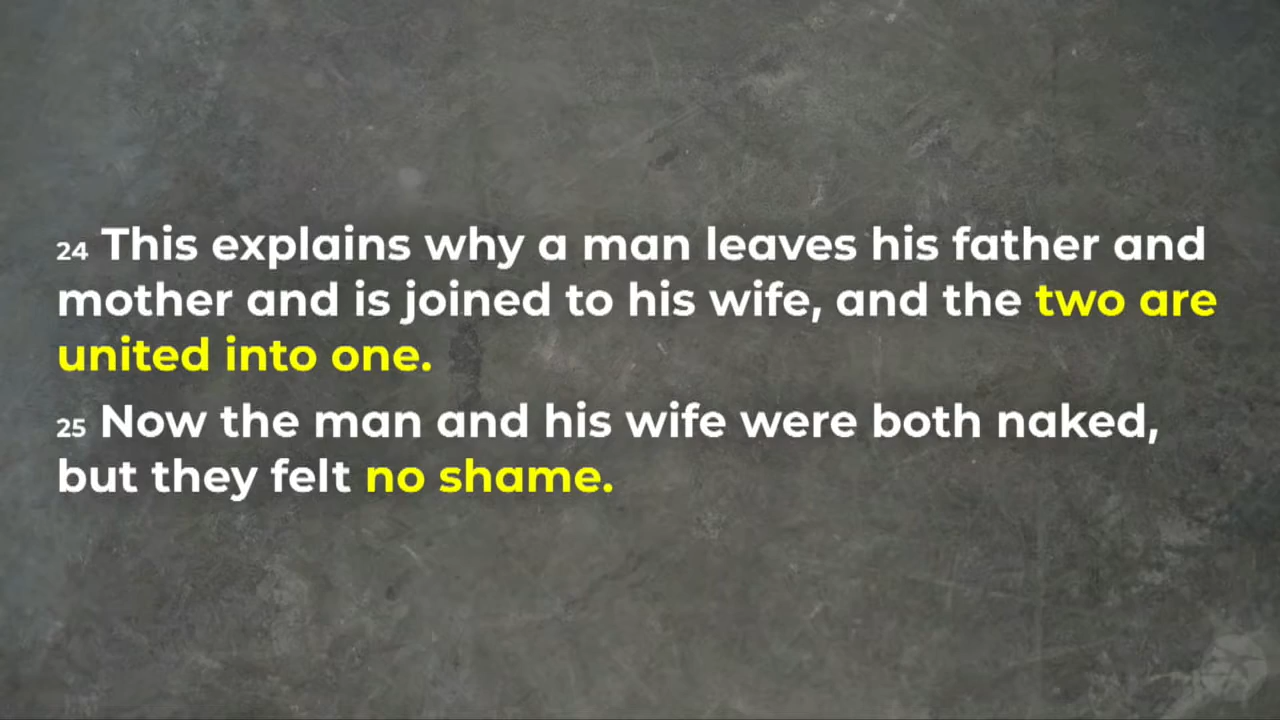 24 This explains why a man leaves his father and
mother and is joined to his wife, and the two are
united into one.
25 Now the man and his wife were both naked,
but they felt no shame.